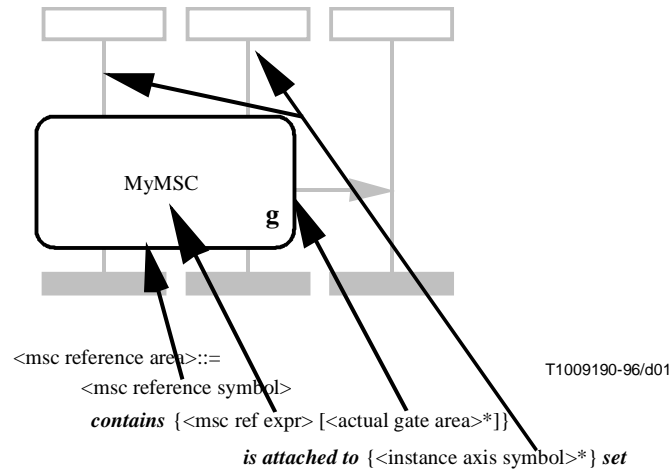 MyMSC
g
<msc reference area>::=
T1009190-96/d01
<msc reference symbol>
contains {<msc ref expr> [<actual gate area>*]}
is attached to {<instance axis symbol>*} set